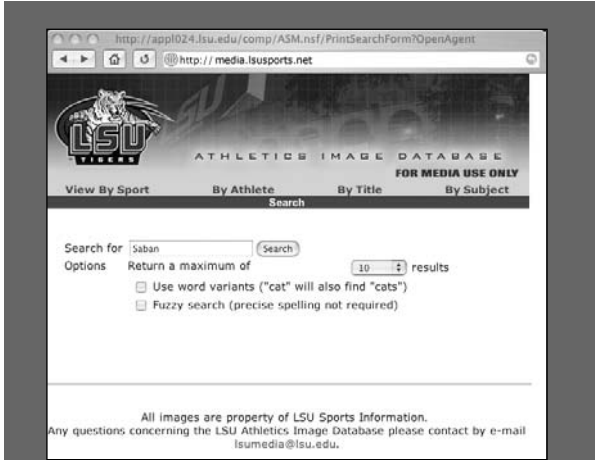 http://appl024.lsu.edu/comp/ASM.nsf/PrintSearchForm?OpenAgent
http:// media.lsusports.net
LSU
TIGERS
ATHLETICS IMAGE DATABASE
FOR MEDIA USE ONLY
View By Sport By Athlete By Title By Subject
Search
Search for Saban Search
Options Return a maximum of 10 results
Use word variants ("cat" will also find "cats")
Fuzzy search (precise spelling not required)
All images are property of LSU Sports Information.
Any questions concerning the LSU Athletics Image Database please contact by e-mail
lsumedia@lsu.edu.